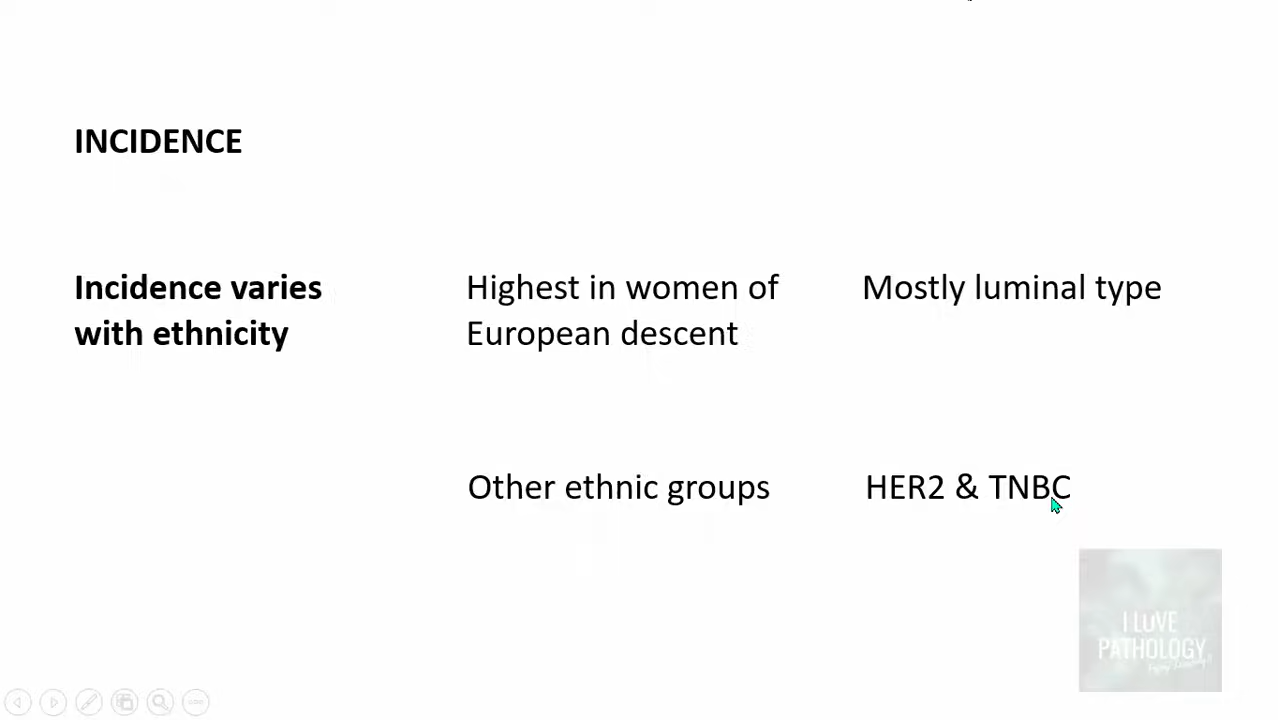 INCIDENCE
Incidence varies
with ethnicity
Highest in women of
European descent
Mostly luminal type
Other ethnic groups
HER2 & TNBC
I LOVE
PATHOLOGY